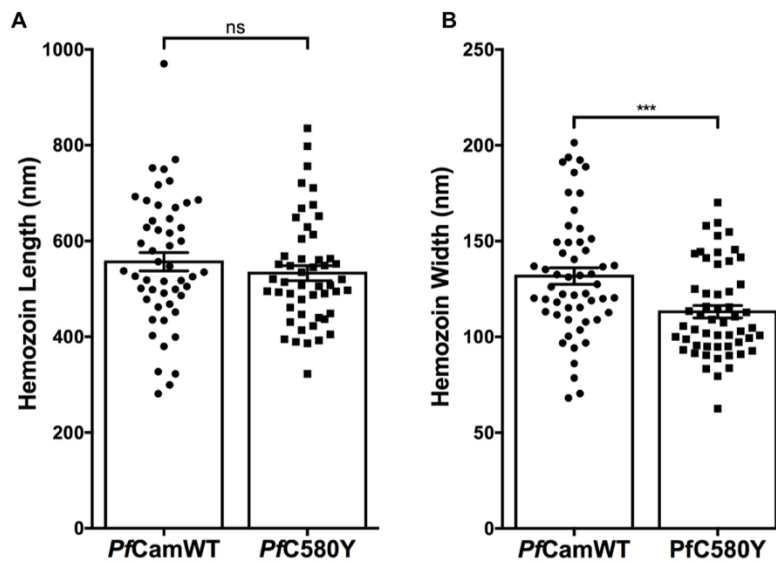 A
ns
1000
800
600
400
200
0
Hemozoin Length (nm)
PfCamWT PfC580Y
B
***
250
200
150
100
50
0
Hemozoin Width (nm)
PfCamWT PfC580Y